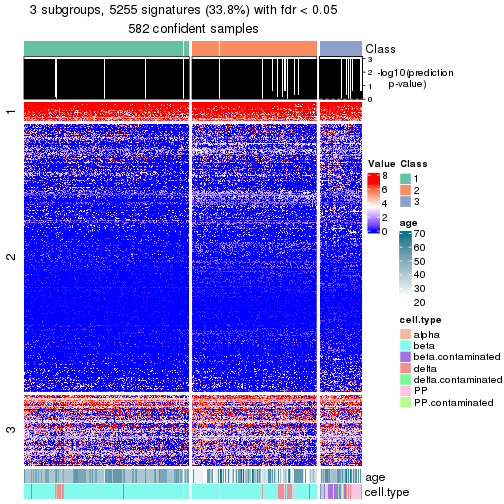 3 subgroups, 5255 signatures (33.8%) with fdr < 0.05
582 confident samples
Class
3
2
1
0
-log10(prediction
p-value)
1
2
3
Value
8
6
4
2
0
Class
1
2
3
age
70
60
50
40
30
20
cell.type
alpha
beta
beta.contaminated
delta
delta.contaminated
PP
PP.contaminated
age
cell.type